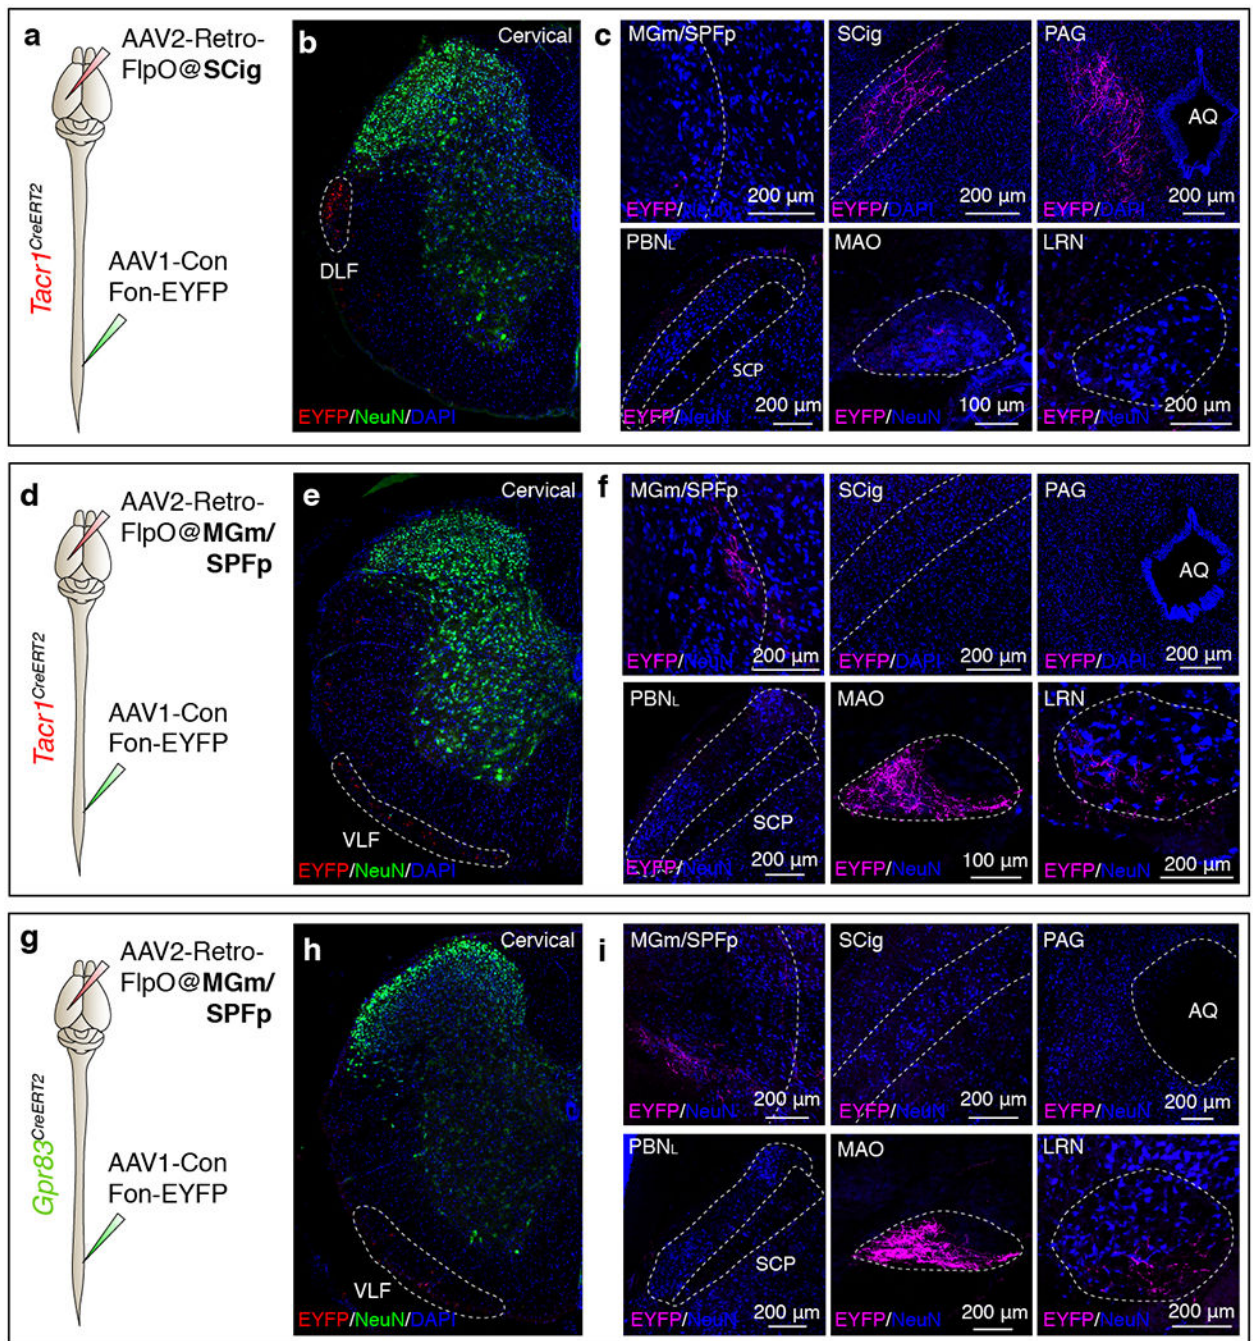 a
AAV2-Retro-
FlpO@SCig
Tacr1CreERT2
AAV1-Con
Fon-EYFP
b
Cervical
DLF
EYFP/NeuN/DAPI
c
MGm/SPFp
200 µm
EYFP/NeuN
SCig
200 µm
EYFP/DAPI
PAG
AQ
200 µm
EYFP/DAPI
PBNL
SCP
200 µm
EYFP/NeuN
MAO
100 µm
EYFP/NeuN
LRN
200 µm
EYFP/NeuN
d
AAV2-Retro-
FlpO@MGm/
SPFp
Tacr1CreERT2
AAV1-Con
Fon-EYFP
e
Cervical
VLF
EYFP/NeuN/DAPI
f
MGm/SPFp
EYFP/NeuN
200 µm
SCig
EYFP/DAPI
200 µm
PAG
AQ
EYFP/DAPI
200 µm
PBNL
SCP
200 µm
EYFP/NeuN
MAO
100 µm
EYFP/NeuN
LRN
200 µm
EYFP/NeuN
g
AAV2-Retro-
FlpO@MGm/
SPFp
Gpr83CreERT2
AAV1-Con
Fon-EYFP
h
Cervical
VLF
EYFP/NeuN/DAPI
i
MGm/SPFp
200 µm
EYFP/NeuN
SCig
200 µm
EYFP/NeuN
PAG
AQ
200 µm
EYFP/NeuN
PBNL
SCP
200 µm
EYFP/NeuN
MAO
200 µm
EYFP/NeuN
LRN
200 µm
EYFP/NeuN